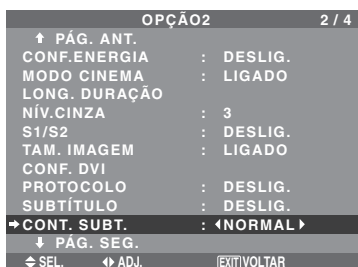 OPÇÃO2 2 / 4
↑ PÁG. ANT.
CONF.ENERGIA : DESLIG.
MODO CINEMA : LIGADO
LONG. DURAÇÃO
NÍV.CINZA : 3
S1/S2 : DESLIG.
TAM. IMAGEM : LIGADO
CONF. DVI
PROTOCOLO : DESLIG.
SUBTÍTULO : DESLIG.
→CONT. SUBT. : ◀NORMAL▶
↓ PÁG. SEG.
◆SEL. ◀▶ADJ. EXIT VOLTAR